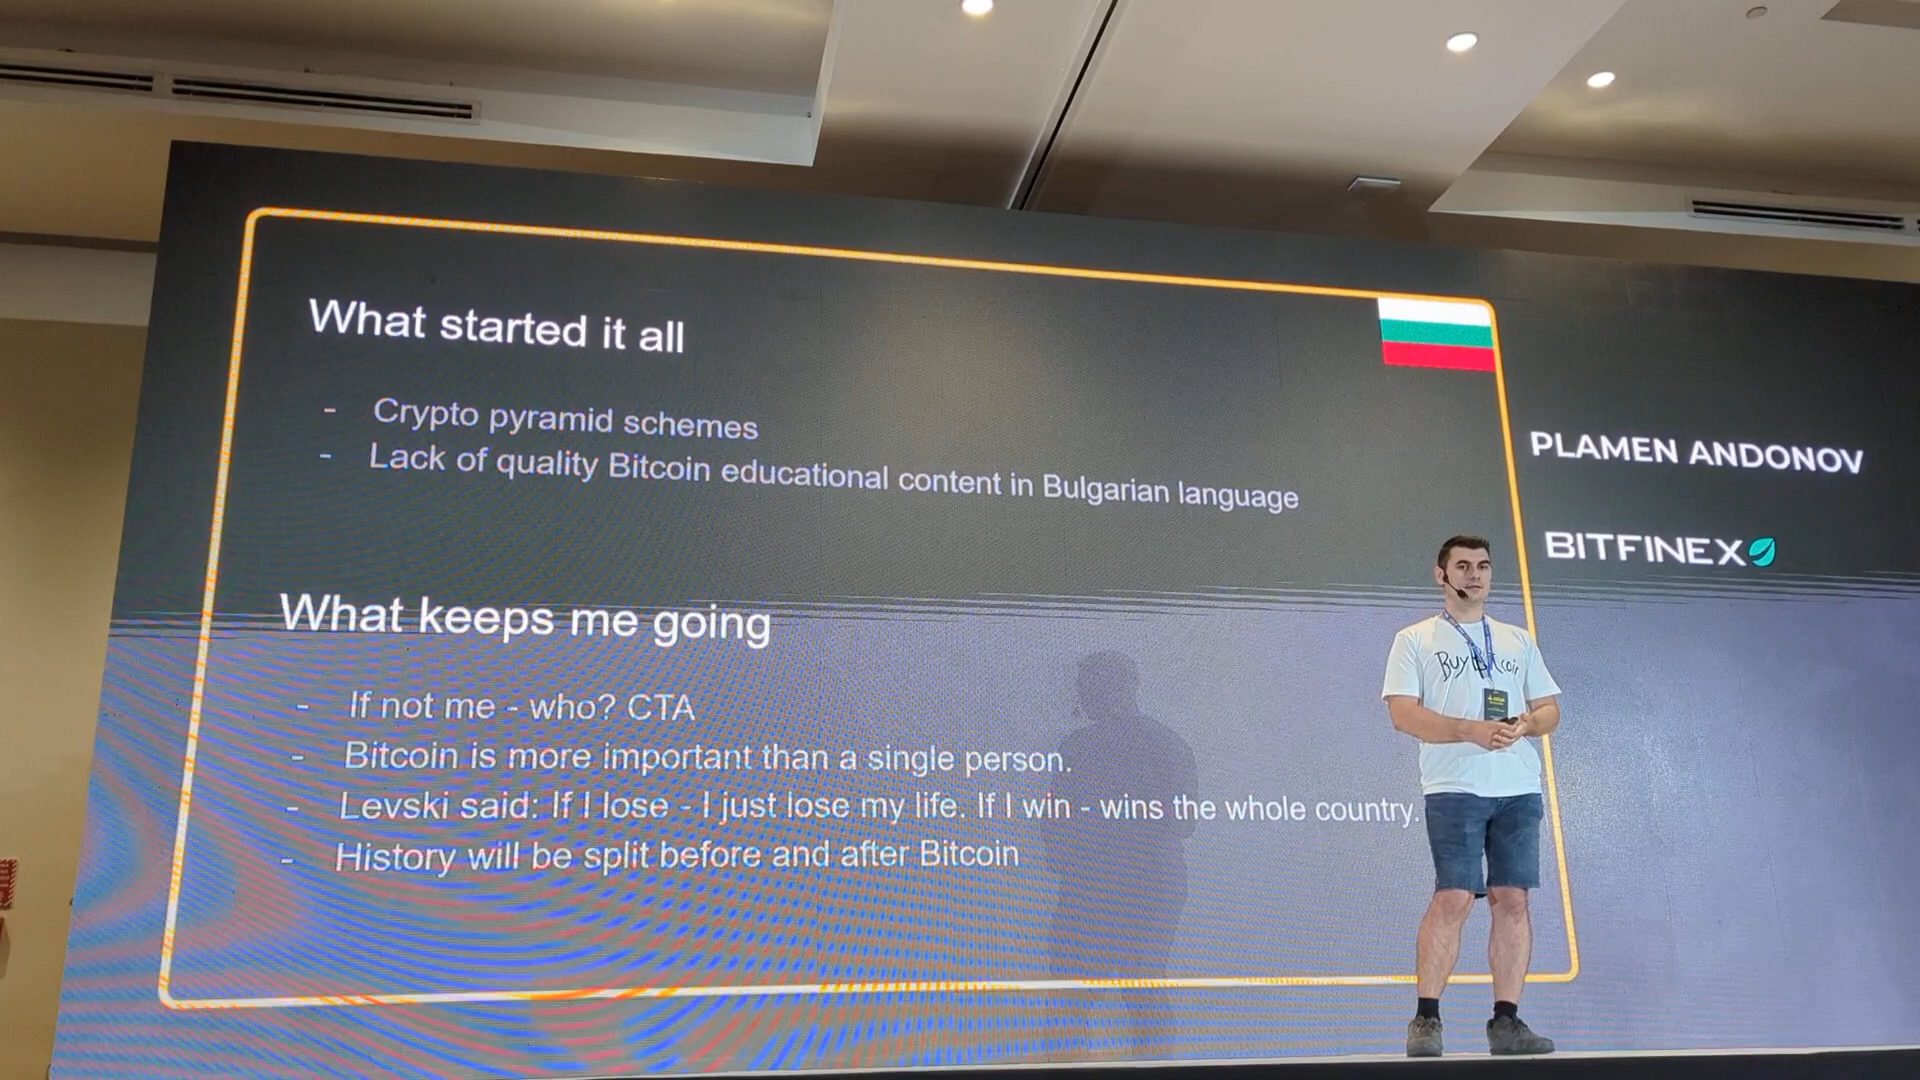 What started it all
- Crypto pyramid schemes
- Lack of quality Bitcoin educational content in Bulgarian language
What keeps me going
- If not me - who? CTA
- Bitcoin is more important than a single person.
- Levski said: If I lose - I just lose my life. If I win - wins the whole country.
- History will be split before and after Bitcoin
PLAMEN ANDONOV
BITFINEX
Buy Bitcoin